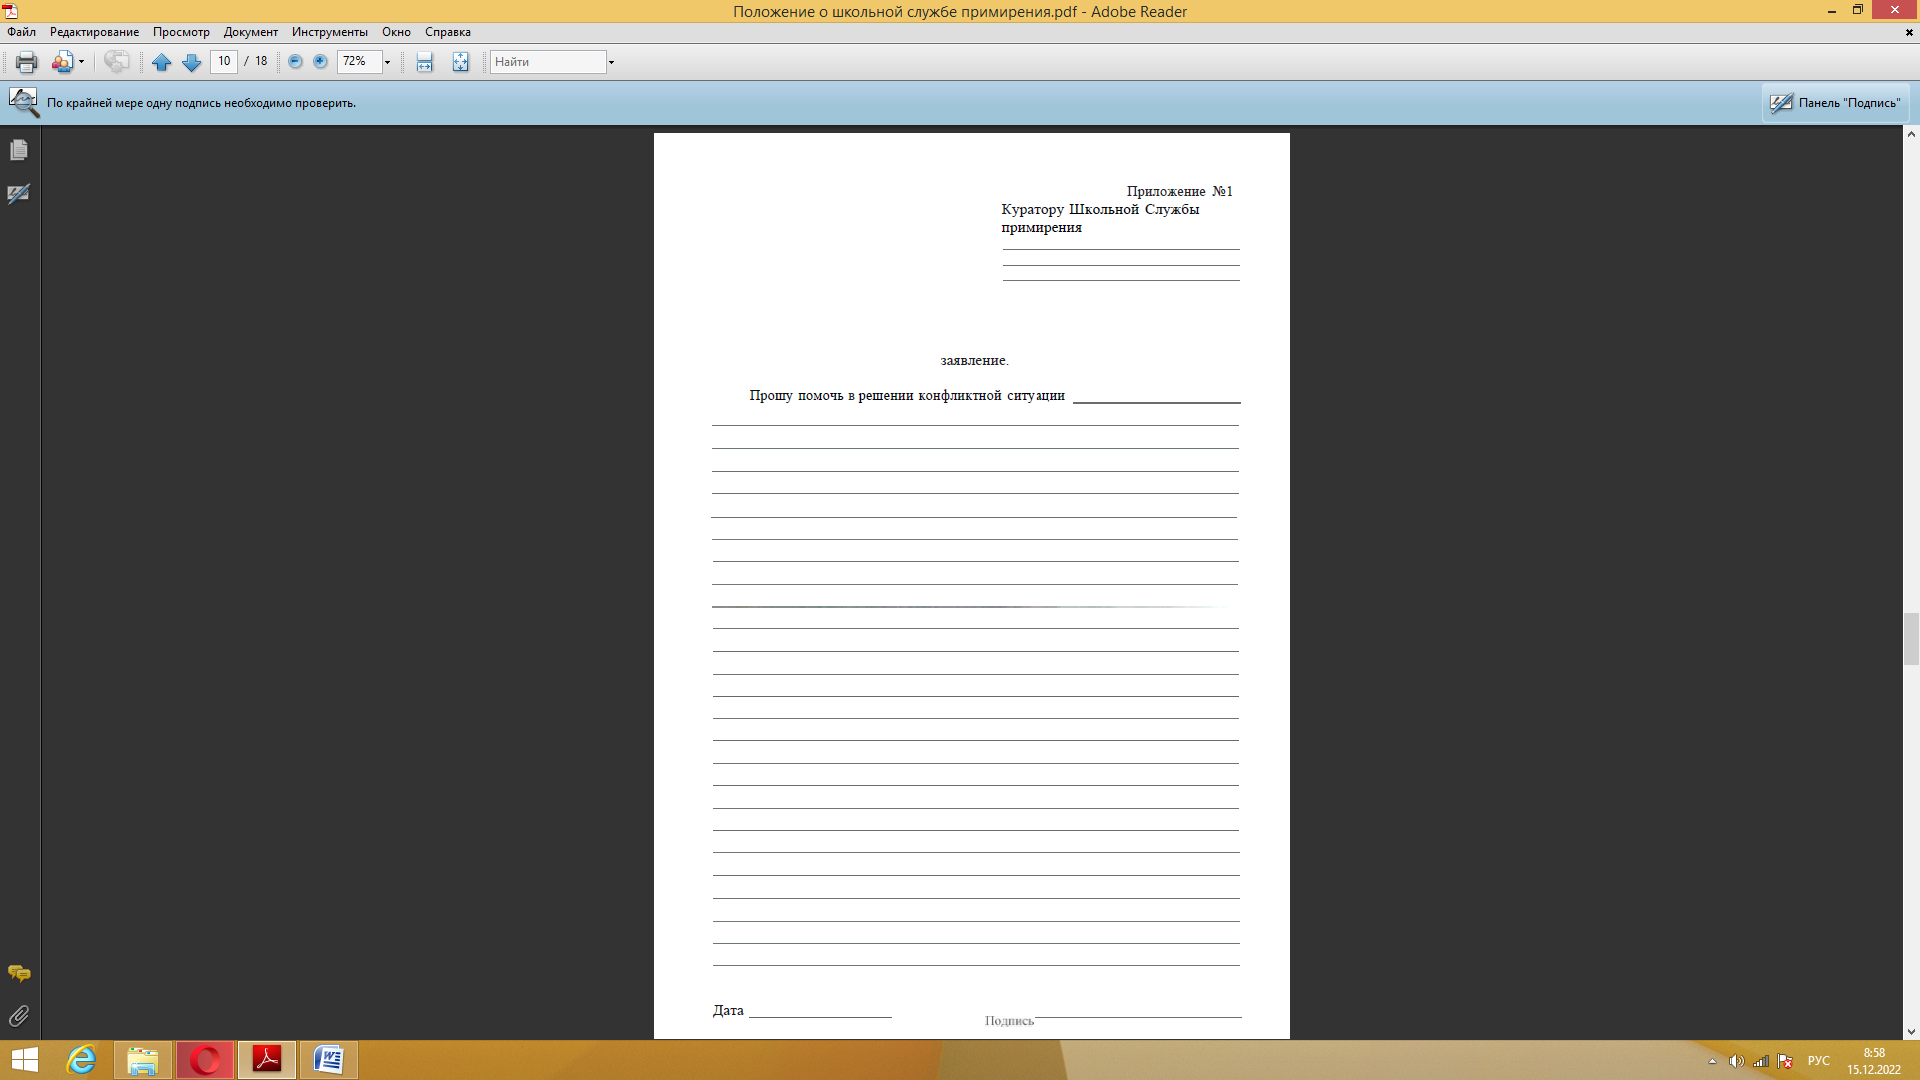 Положение о школьной службе примирения.pdf - Adobe Reader
Файл Редактирование Просмотр Документ Инструменты Окно Справка
10 / 18 72% Найти
По крайней мере одну подпись необходимо проверить.
Панель "Подпись"
Приложение №1
Куратору Школьной Службы
примирения
заявление.
Прошу помочь в решении конфликтной ситуации
Дата
Подпись
РУС
8:58
15.12.2022